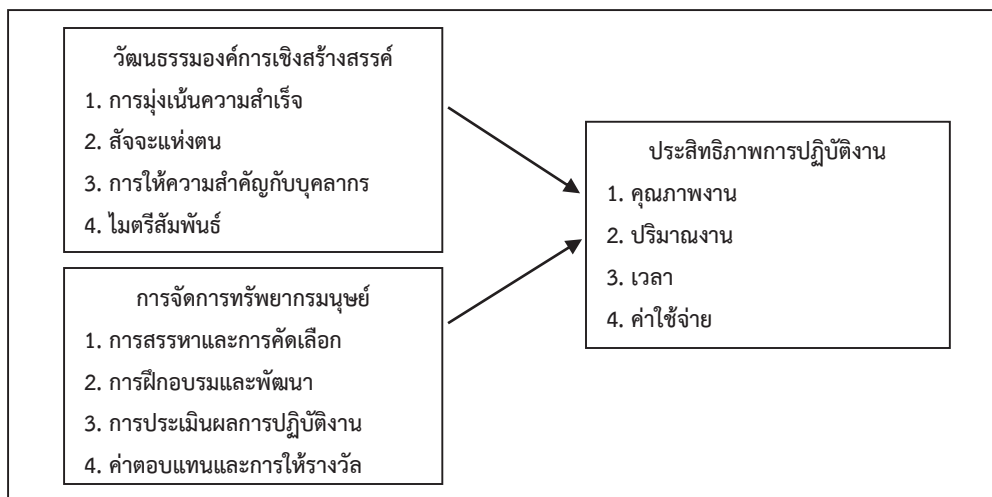 วัฒนธรรมองค์การเชิงสร้างสรรค์
1. การมุ่งเน้นความสำเร็จ
2. สัจจะแห่งตน
3. การให้ความสำคัญกับบุคลากร
4. ไมตรีสัมพันธ์
การจัดการทรัพยากรมนุษย์
1. การสรรหาและการคัดเลือก
2. การฝึกอบรมและพัฒนา
3. การประเมินผลการปฏิบัติงาน
4. ค่าตอบแทนและการให้รางวัล
ประสิทธิภาพการปฏิบัติงาน
1. คุณภาพงาน
2. ปริมาณงาน
3. เวลา
4. ค่าใช้จ่าย